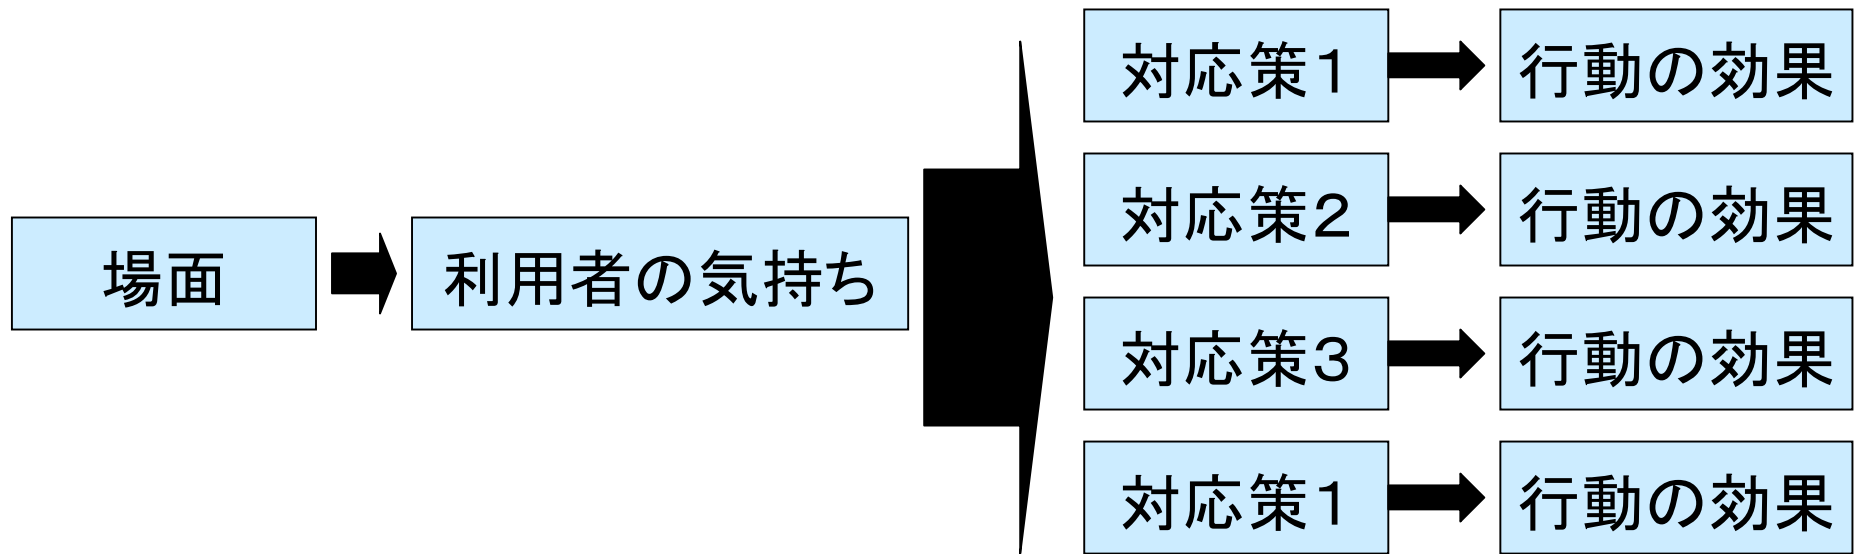 場面
利用者の気持ち
対応策１
行動の効果
対応策２
行動の効果
対応策３
行動の効果
対応策１
行動の効果